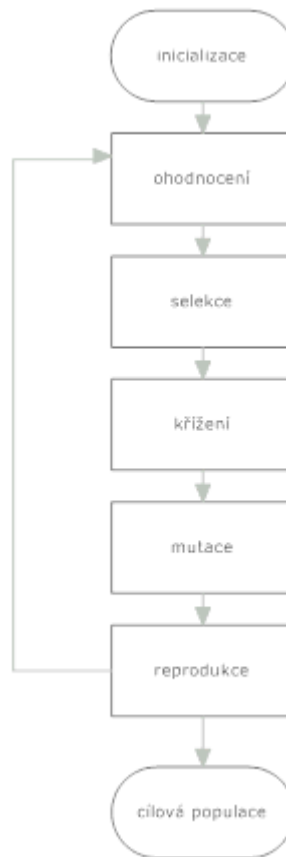 inicializace
ohodnocení
selekce
křížení
mutace
reprodukce
cílová populace